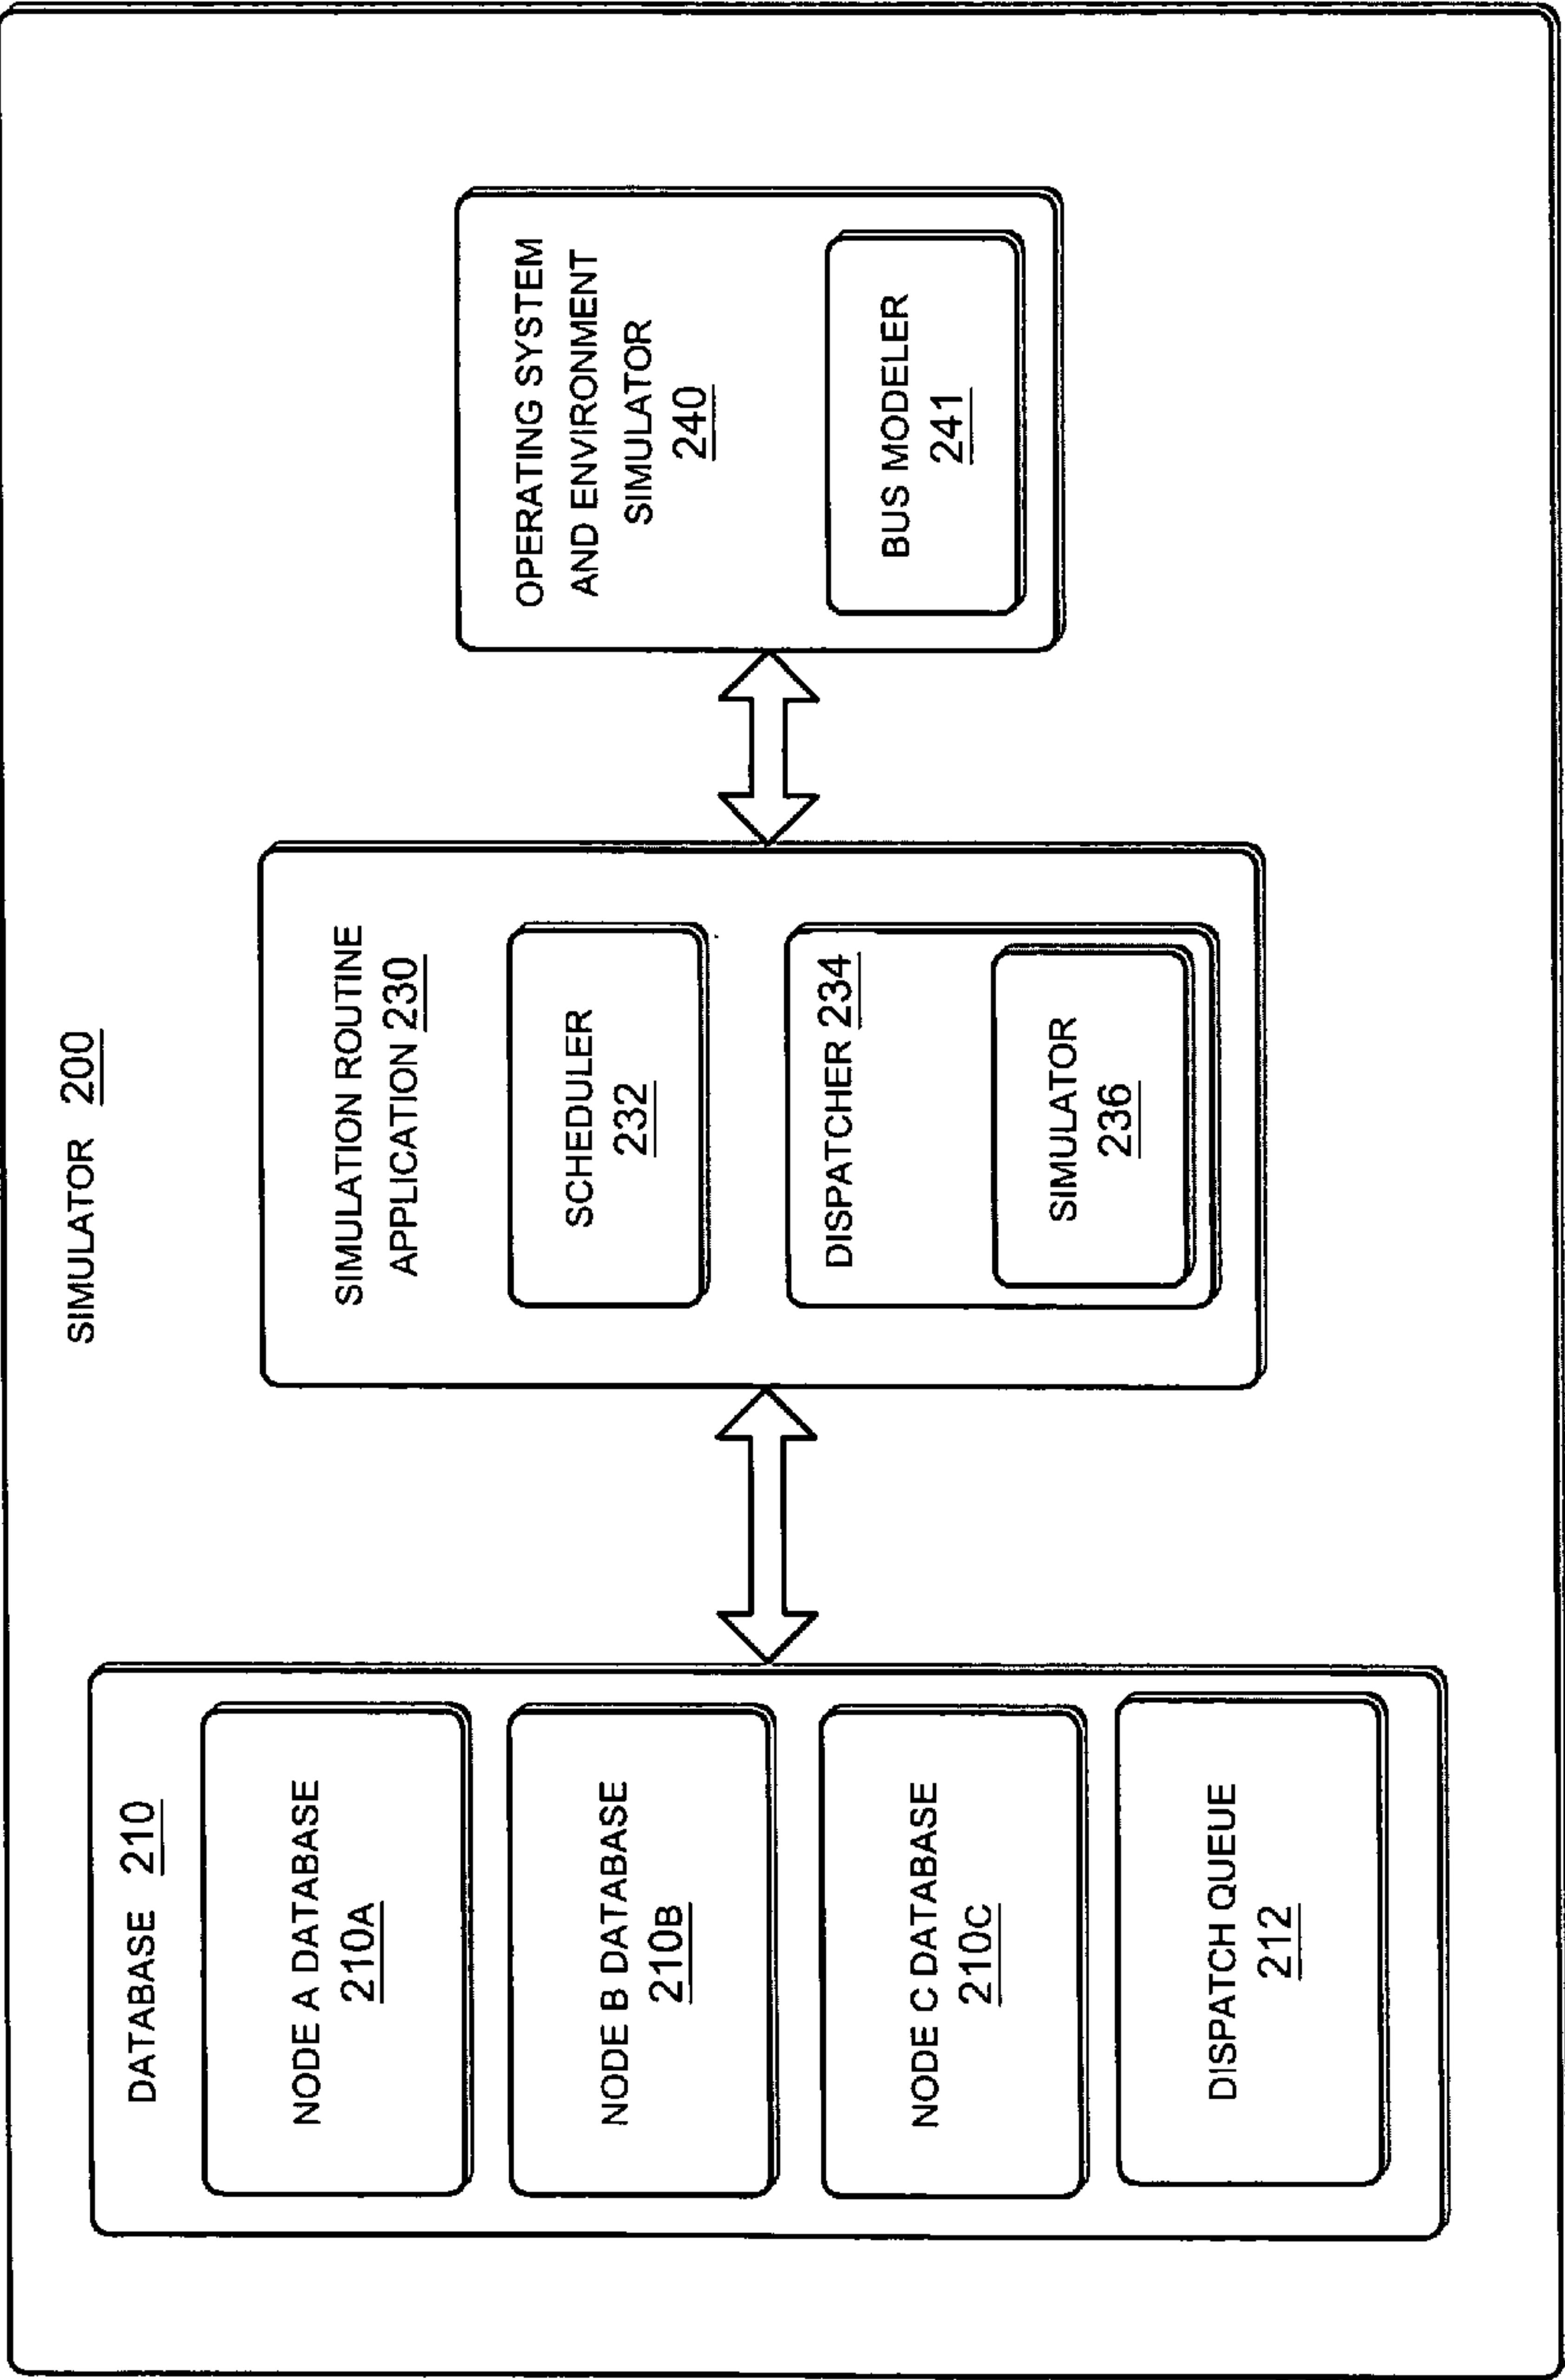 SIMULATOR 200
DATABASE 210
NODE A DATABASE
210A
NODE B DATABASE
210B
NODE C DATABASE
210C
DISPATCH QUEUE
212
SIMULATION ROUTINE
APPLICATION 230
SCHEDULER
232
DISPATCHER 234
SIMULATOR
236
OPERATING SYSTEM
AND ENVIRONMENT
SIMULATOR
240
BUS MODELER
241